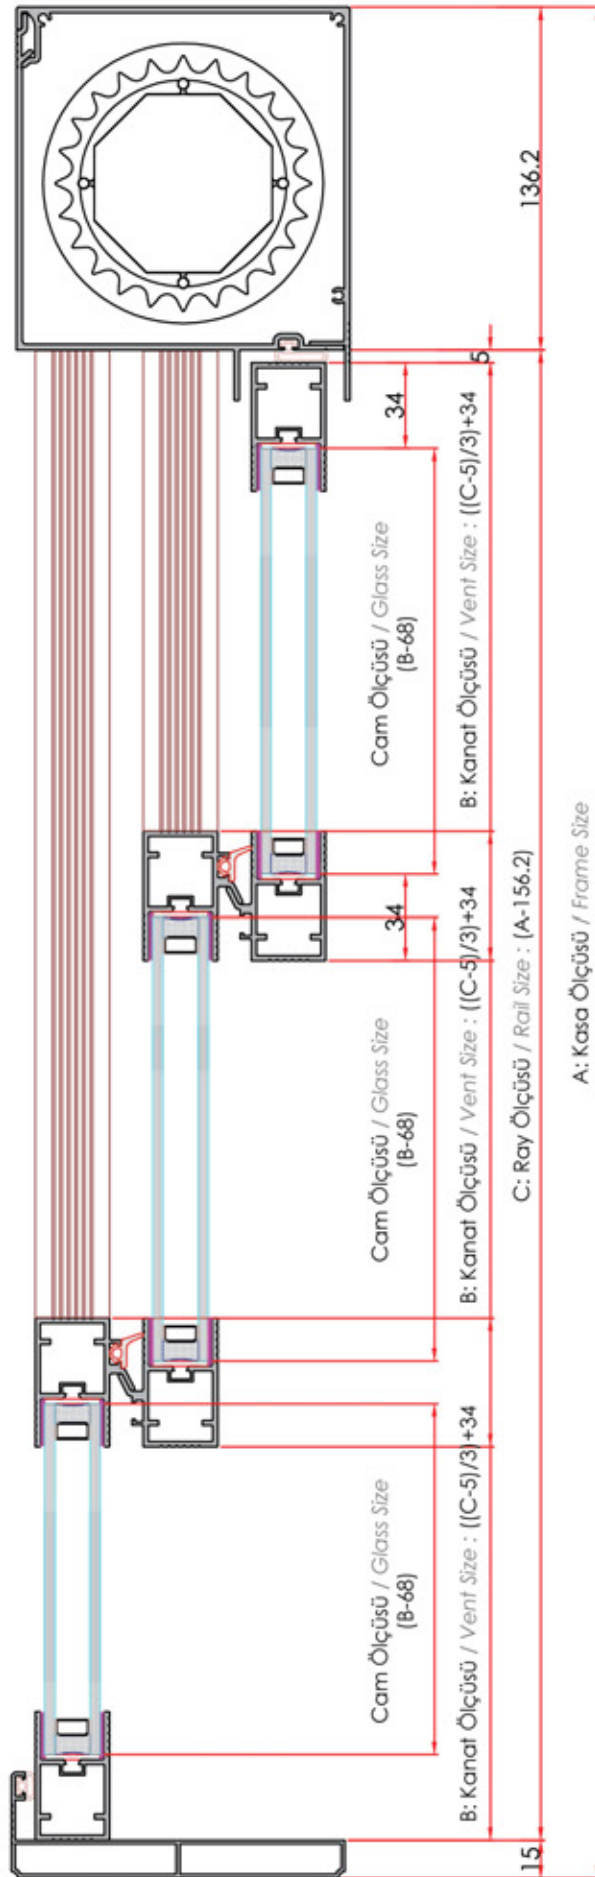 136.2
5
34
Cam Ölçüsü / Glass Size
(B-68)
B: Kanat Ölçüsü / Vent Size : ((C-5)/3)+34
34
Cam Ölçüsü / Glass Size
(B-68)
B: Kanat Ölçüsü / Vent Size : ((C-5)/3)+34
C: Ray Ölçüsü / Rail Size : (A-156.2)
A: Kasa Ölçüsü / Frame Size
Cam Ölçüsü / Glass Size
(B-68)
B: Kanat Ölçüsü / Vent Size : ((C-5)/3)+34
15